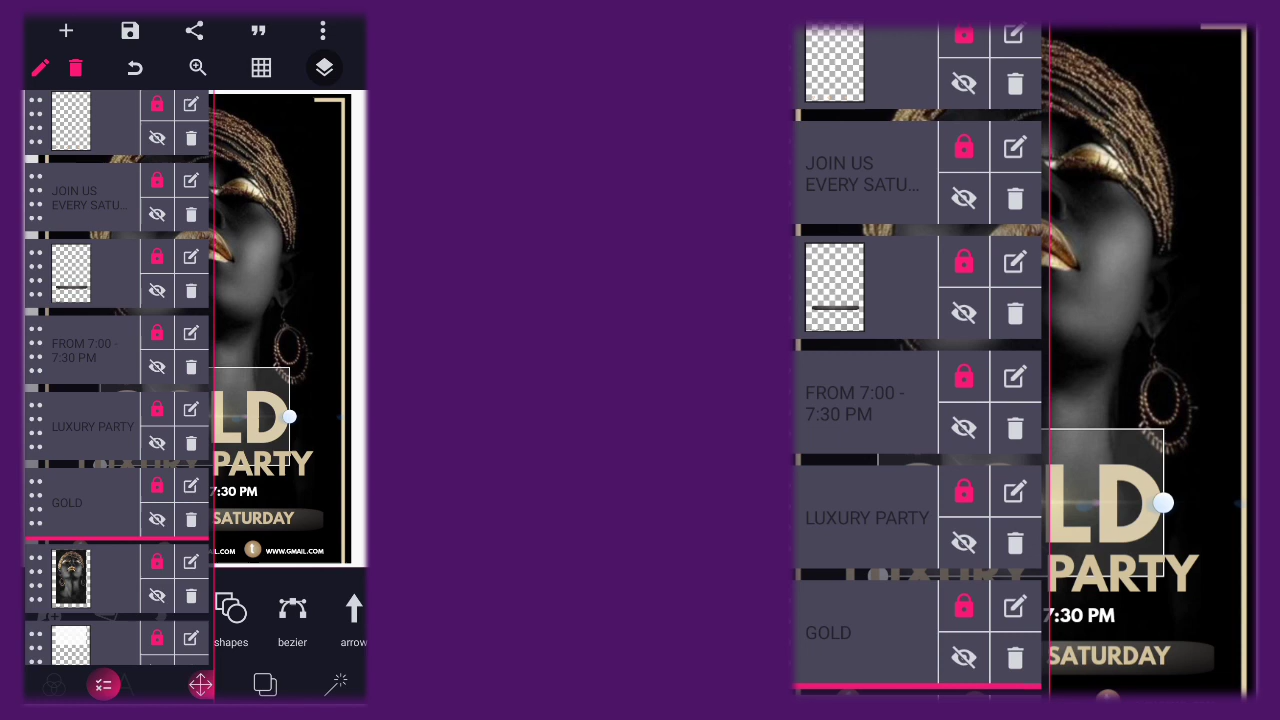 JOIN US
EVERY SATU...
FROM 7:00 -
7:30 PM
LUXURY PARTY
GOLD
LD
PARTY
7:30 PM
SATURDAY
L.COM
t
WWW.GMAIL.COM
shapes
bezier
arrow
JOIN US
EVERY SATU...
FROM 7:00 -
7:30 PM
LUXURY PARTY
GOLD
LD
LUXURY PARTY
7:30 PM
SATURDAY